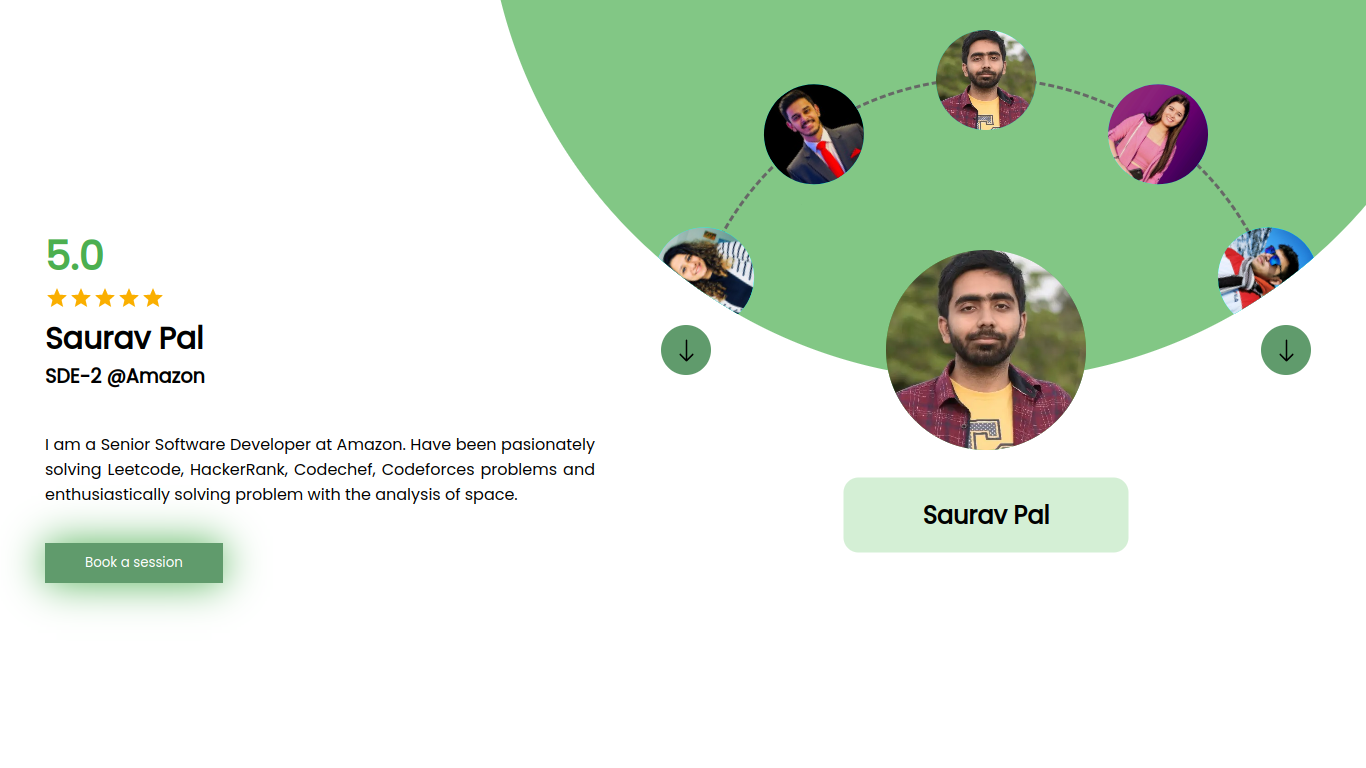 5.0
Saurav Pal
SDE-2 @Amazon
I am a Senior Software Developer at Amazon. Have been pasionately
solving Leetcode, HackerRank, Codechef, Codeforces problems and
enthusiastically solving problem with the analysis of space.
Book a session
Saurav Pal